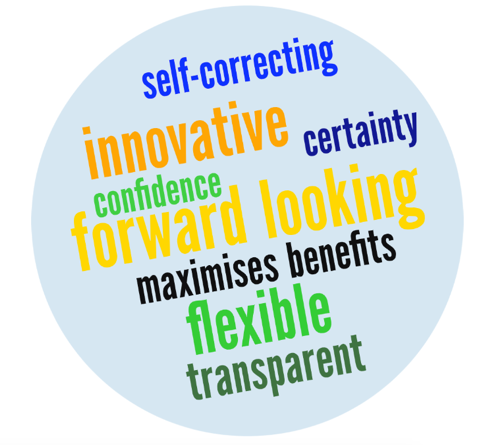 self-correcting
innovative
certainty
confidence
forward looking
maximises benefits
flexible
transparent